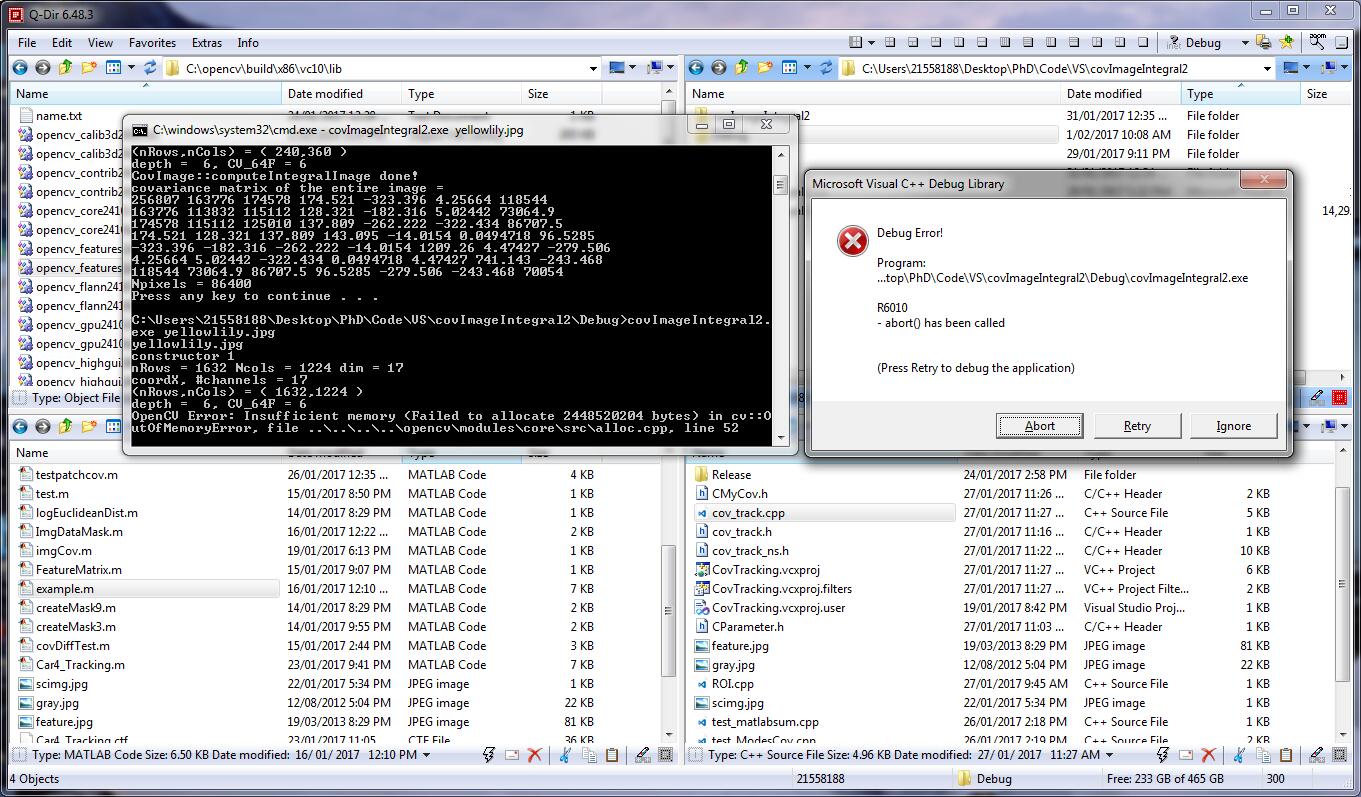 Q-Dir 6.48.3
File Edit View Favorites Extras Info
Debug
C:\opencv\build\x86\vc10\lib
C:\Users\21558188\Desktop\PhD\Code\VS\covImageIntegral2
Name Date modified Type Size
Name Date modified Type Size
name.txt
opencv_calib3d2
opencv_calib3d2
opencv_contrib2
opencv_contrib2
opencv_core2410
opencv_core2410
opencv_features
opencv_features
opencv_flann241
opencv_flann241
opencv_gpu2410
opencv_gpu2410
opencv_highgui
opencv_highgui
Type: Object File
31/01/2017 12:35 ... File folder
1/02/2017 10:08 AM File folder
29/01/2017 9:11 PM File folder
14,29
C:\windows\system32\cmd.exe - covImageIntegral2.exe yellowlily.jpg
(nRows,nCols) = ( 240,360 )
depth = 6, CV_64F = 6
CovImage::computeIntegralImage done!
covariance matrix of the entire image =
256807 163776 174578 174.521 -323.396 4.25664 118544
163776 113832 115112 128.321 -182.316 5.02442 73064.9
174578 115112 125010 137.809 -262.222 -322.434 86707.5
174.521 128.321 137.809 143.095 -14.0154 0.0494718 96.5285
-323.396 -182.316 -262.222 -14.0154 1209.26 4.47427 -279.506
4.25664 5.02442 -322.434 0.0494718 4.47427 741.143 -243.468
118544 73064.9 86707.5 96.5285 -279.506 -243.468 70054
Npixels = 86400
Press any key to continue . . .
C:\Users\21558188\Desktop\PhD\Code\VS\covImageIntegral2\Debug>covImageIntegral2.
exe yellowlily.jpg
yellowlily.jpg
constructor 1
nRows = 1632 Ncols = 1224 dim = 17
coordX, #channels = 17
(nRows,nCols) = ( 1632,1224 )
depth = 6, CV_64F = 6
OpenCV Error: Insufficient memory (Failed to allocate 2448520204 bytes) in cv::O
utOfMemoryError, file ..\..\..\..\opencv\modules\core\src\alloc.cpp, line 52
Microsoft Visual C++ Debug Library
Debug Error!
Program:
...top\PhD\Code\VS\covImageIntegral2\Debug\covImageIntegral2.exe
R6010
- abort() has been called
(Press Retry to debug the application)
Abort Retry Ignore
Name
testpatchcov.m 26/01/2017 12:35 ... MATLAB Code 4 KB
test.m 15/01/2017 8:50 PM MATLAB Code 1 KB
logEuclideanDist.m 14/01/2017 8:29 PM MATLAB Code 1 KB
ImgDataMask.m 16/01/2017 12:22 ... MATLAB Code 2 KB
imgCov.m 19/01/2017 6:13 PM MATLAB Code 1 KB
FeatureMatrix.m 15/01/2017 9:07 PM MATLAB Code 1 KB
example.m 16/01/2017 12:10 ... MATLAB Code 7 KB
createMask9.m 14/01/2017 8:29 PM MATLAB Code 2 KB
createMask3.m 14/01/2017 9:55 PM MATLAB Code 2 KB
covDiffTest.m 15/01/2017 2:44 PM MATLAB Code 3 KB
Car4_Tracking.m 23/01/2017 9:41 PM MATLAB Code 7 KB
scimg.jpg 22/01/2017 5:34 PM JPEG image 1 KB
gray.jpg 12/08/2012 5:04 PM JPEG image 22 KB
feature.jpg 19/03/2013 8:29 PM JPEG image 81 KB
Car4_Tracking.ctf 23/01/2017 11:05 CTF File 36 KB
Type: MATLAB Code Size: 6.50 KB Date modified: 16/01/ 2017 12:10 PM
Release 24/01/2017 2:58 PM File folder
CMyCov.h 27/01/2017 11:26 ... C/C++ Header 2 KB
cov_track.cpp 27/01/2017 11:27 ... C++ Source File 5 KB
cov_track.h 27/01/2017 11:16 ... C/C++ Header 1 KB
cov_track_ns.h 27/01/2017 11:22 ... C/C++ Header 10 KB
CovTracking.vcxproj 27/01/2017 11:27 ... VC++ Project 6 KB
CovTracking.vcxproj.filters 27/01/2017 11:27 ... VC++ Project Filte... 2 KB
CovTracking.vcxproj.user 19/01/2017 8:42 PM Visual Studio Proj... 1 KB
CParameter.h 27/01/2017 11:03 ... C/C++ Header 1 KB
feature.jpg 19/03/2013 8:29 PM JPEG image 81 KB
gray.jpg 12/08/2012 5:04 PM JPEG image 22 KB
ROI.cpp 27/01/2017 9:45 AM C++ Source File 1 KB
scimg.jpg 22/01/2017 5:34 PM JPEG image 1 KB
test_matlabsum.cpp 26/01/2017 2:18 PM C++ Source File 1 KB
test_ModesCov.cpp 26/01/2017 2:19 PM C++ Source File 2 KB
Type: C++ Source File Size: 4.96 KB Date modified: 27/ 01/ 2017 11:27 AM
4 Objects 21558188 Debug Free: 233 GB of 465 GB 300